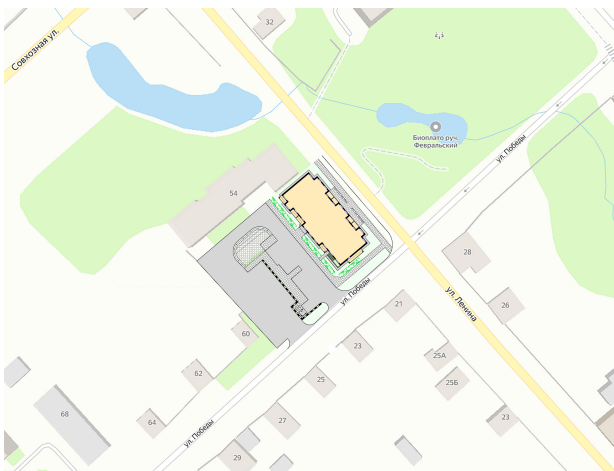 32
Совхозная ул.
Биоплато руч.
Февральский
ул. Победы
54
28
ул. Победы
ул. Ленина
21
26
60
23
25А
62
25
25Б
68
64
27
23
ул. Победы
29